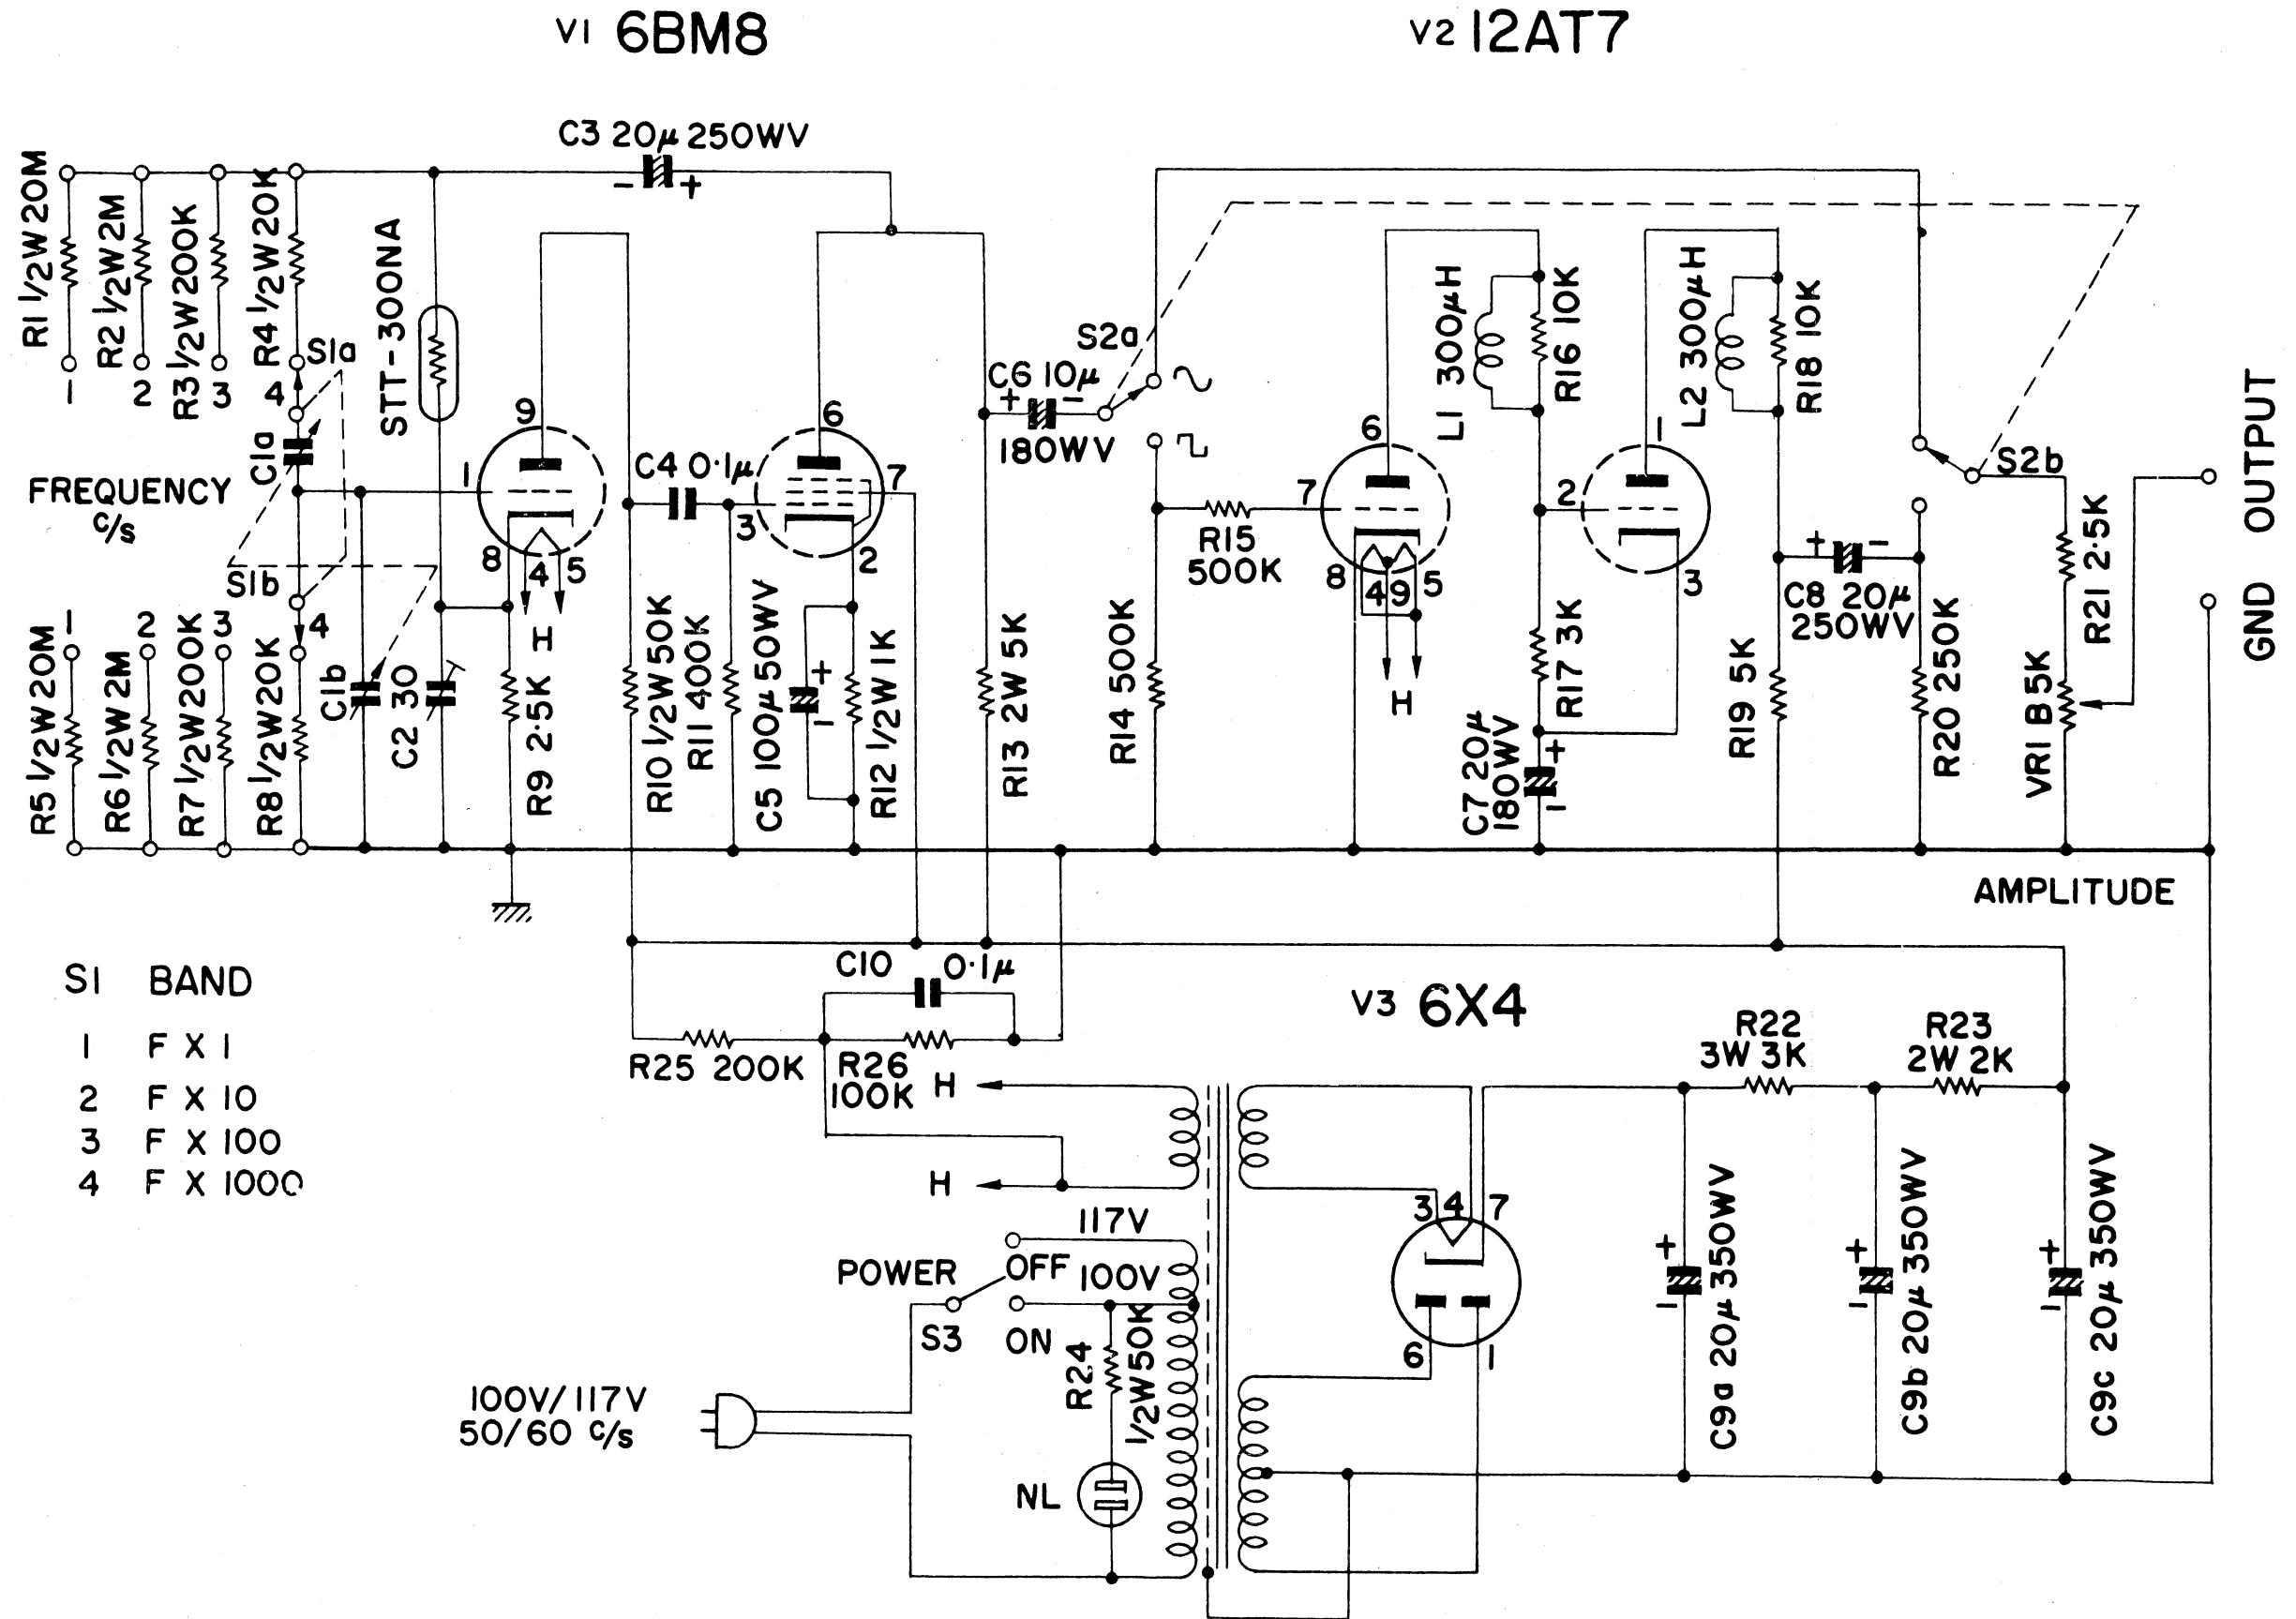 V1 6BM8
V2 12AT7
C3 20μ 250WV
-
+
R1 1/2W 20M
R2 1/2W 2M
R3 1/2W 200K
R4 1/2W 20K
1
2
3
4
S1a
C1a
STT-300NA
FREQUENCY
c/s
S1b
1
2
3
4
R5 1/2W 20M
R6 1/2W 2M
R7 1/2W 200K
R8 1/2W 20K
C1b
C2 30
9
1
8
4
5
H
R9 2·5K
R10 1/2W 50K
C4 0·1μ
R11 400K
6
7
3
2
C5 100μ 50WV
+
-
R12 1/2W 1K
R13 2W 5K
C6 10μ
+
-
180WV
S2a
R14 500K
R15
500K
6
7
8
4
9
5
H
L1 300μH
R16 10K
R17 3K
C7 20μ
180WV
+
-
1
2
3
L2 300μH
R18 10K
R19 5K
+
-
C8 20μ
250WV
R20 250K
S2b
R21 2·5K
VR1 B 5K
OUTPUT
GND
AMPLITUDE
S1 BAND
1 F X 1
2 F X 10
3 F X 100
4 F X 1000
C10 0·1μ
R25 200K
R26
100K
H
H
V3 6X4
R22
3W 3K
R23
2W 2K
3
4
7
6
1
+
-
C9a 20μ 350WV
+
-
C9b 20μ 350WV
+
-
C9c 20μ 350WV
117V
POWER
OFF
100V
S3
ON
R24
1/2W 50K
NL
100V/117V
50/60 c/s